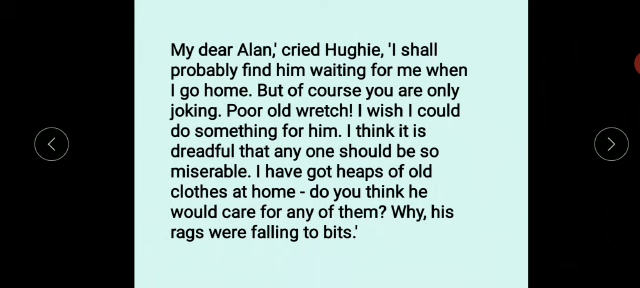 My dear Alan,' cried Hughie, 'I shall
probably find him waiting for me when
I go home. But of course you are only
joking. Poor old wretch! I wish I could
do something for him. I think it is
dreadful that any one should be so
miserable. I have got heaps of old
clothes at home - do you think he
would care for any of them? Why, his
rags were falling to bits.'